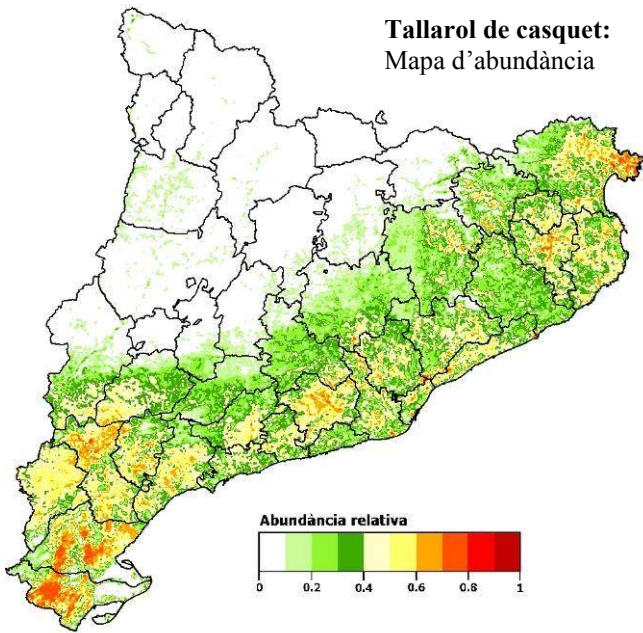 Tallarol de casquet:
Mapa d'abundància
Abundància relativa
0 0.2 0.4 0.6 0.8 1